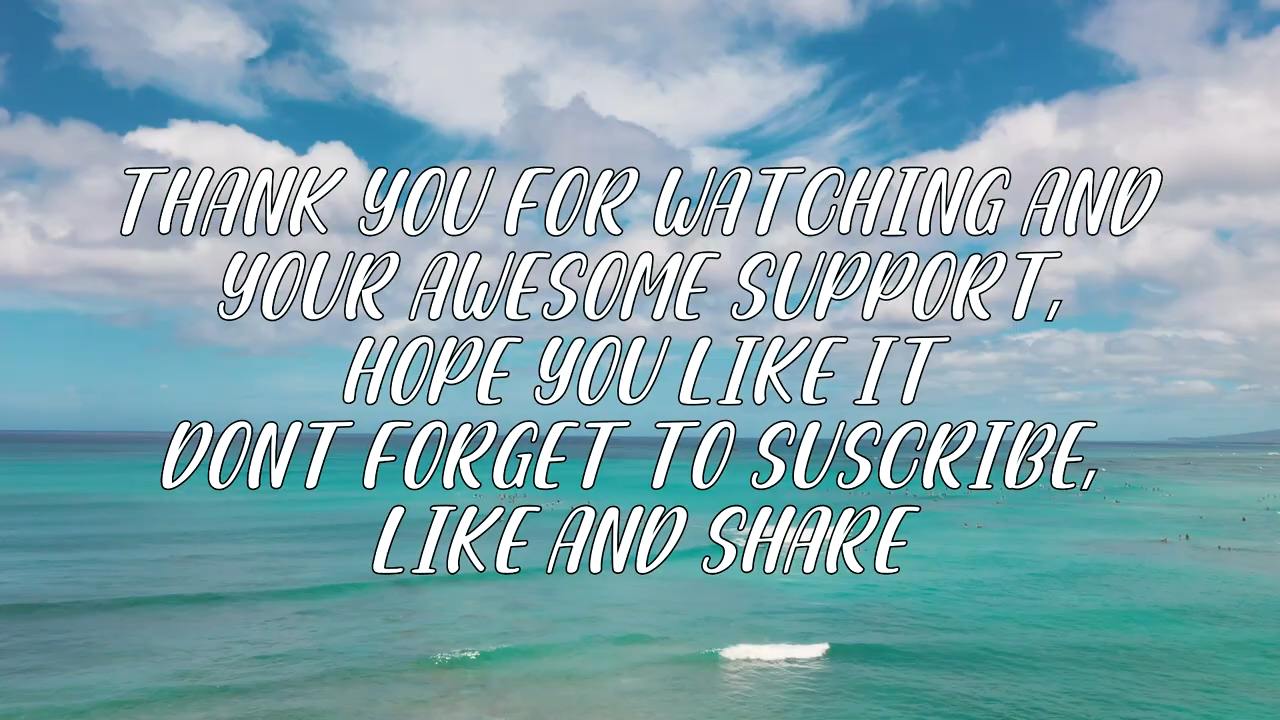 THANK YOU FOR WATCHING AND
YOUR AWESOME SUPPORT,
HOPE YOU LIKE IT
DONT FORGET TO SUSCRIBE,
LIKE AND SHARE